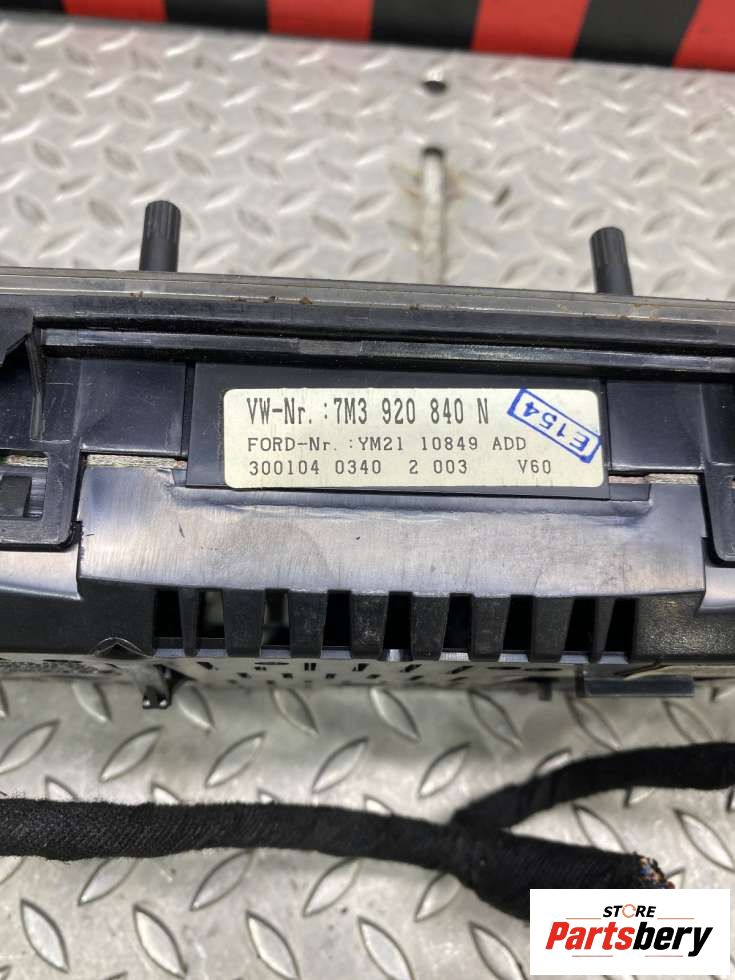 VW-Nr. :7M3 920 840 N
E154
FORD-Nr. :YM21 10849 ADD
300104 0340 2 003 V60
STORE
Partsbery